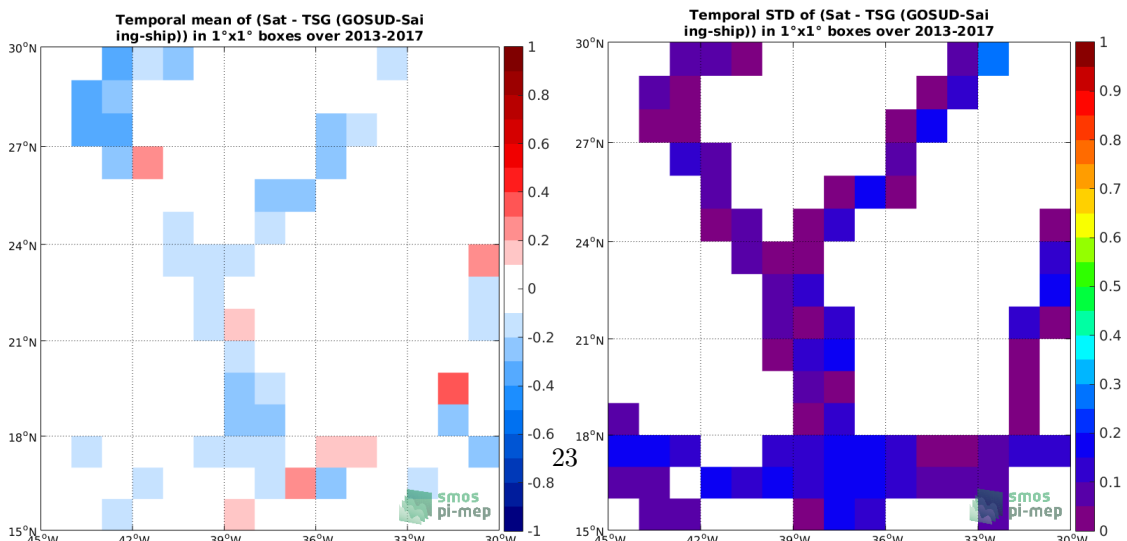 Temporal mean of (Sat - TSG (GOSUD-Sai
ing-ship)) in 1°x1° boxes over 2013-2017
30°N
27°N
24°N
21°N
18°N
15°N
45°W
42°W
39°W
36°W
33°W
30°W
1
0.8
0.6
0.4
0.2
0
-0.2
-0.4
-0.6
-0.8
-1
smos
pi-mep
23
Temporal STD of (Sat - TSG (GOSUD-Sai
ing-ship)) in 1°x1° boxes over 2013-2017
30°N
27°N
24°N
21°N
18°N
15°N
45°W
42°W
39°W
36°W
33°W
30°W
1
0.9
0.8
0.7
0.6
0.5
0.4
0.3
0.2
0.1
0
smos
pi-mep